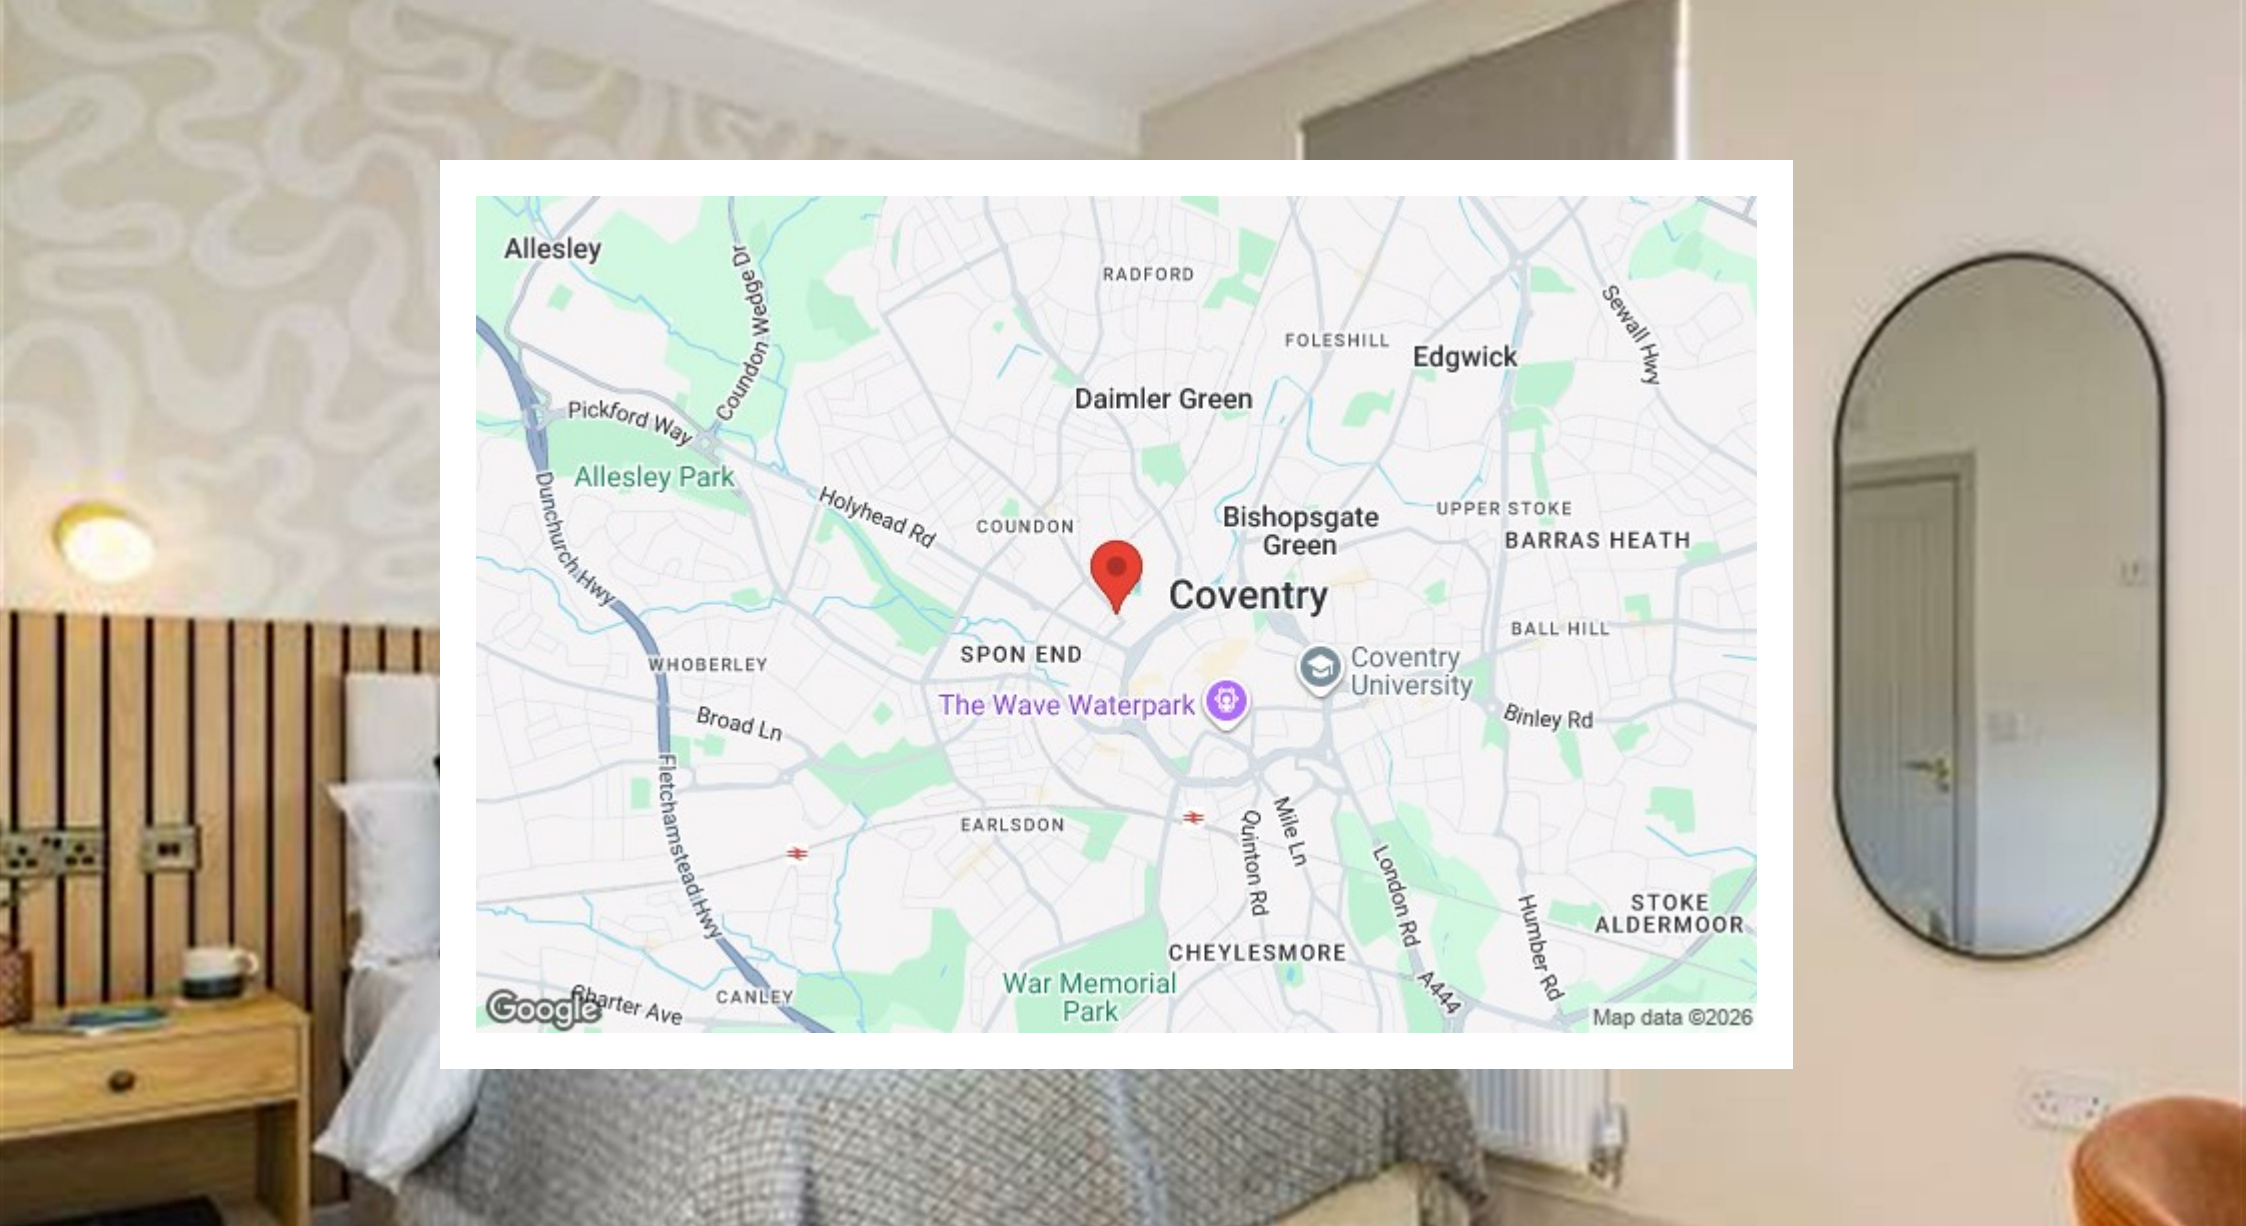 Allesley
Coundon Wedge Dr
RADFORD
Sewall Hwy
FOLESHILL
Edgwick
Daimler Green
Pickford Way
Allesley Park
Dunchurch Hwy
Holyhead Rd
COUNDON
Bishopsgate
Green
UPPER STOKE
BARRAS HEATH
Coventry
BALL HILL
SPON END
WHOBERLEY
Coventry
University
The Wave Waterpark
Broad Ln
Binley Rd
Fletchamstead Hwy
EARLSDON
Mile Ln
Quinton Rd
London Rd
Humber Rd
STOKE
ALDERMOOR
CHEYLESMORE
War Memorial
Park
A444
CANLEY
Charter Ave
Google
Map data ©2026